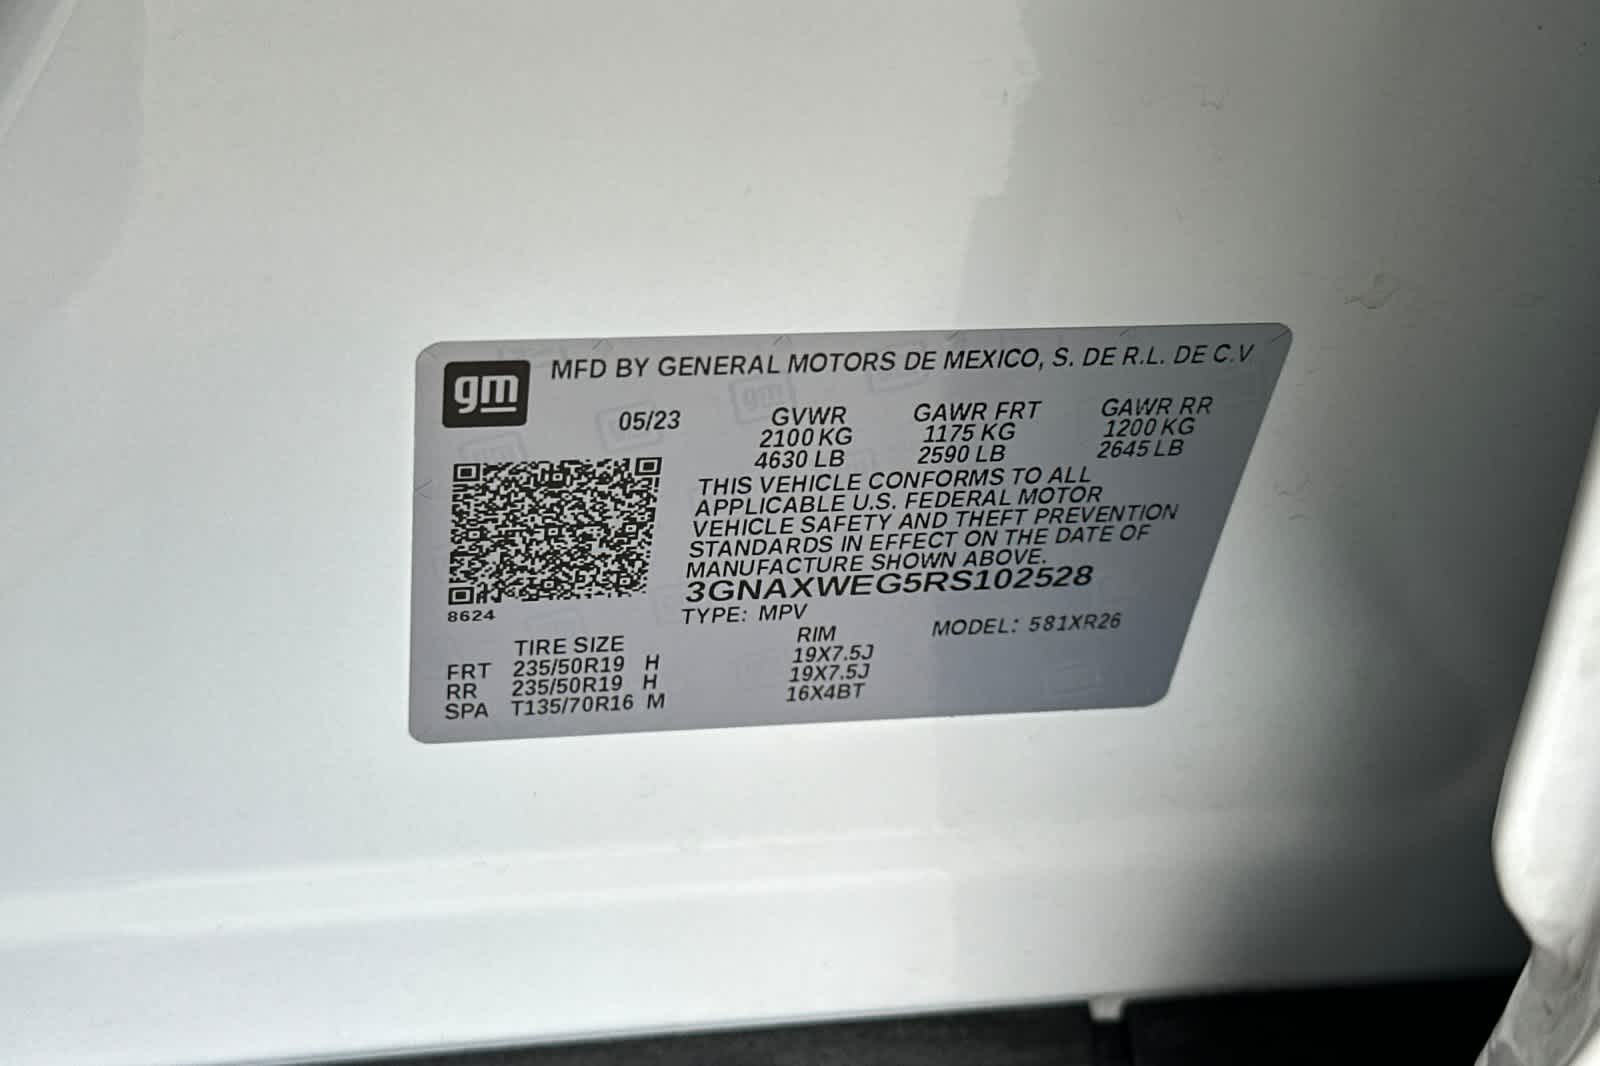 gm
MFD BY GENERAL MOTORS DE MEXICO, S. DE R.L. DE C.V
05/23 GVWR GAWR FRT GAWR RR
2100 KG 1175 KG 1200 KG
4630 LB 2590 LB 2645 LB
THIS VEHICLE CONFORMS TO ALL
APPLICABLE U.S. FEDERAL MOTOR
VEHICLE SAFETY AND THEFT PREVENTION
STANDARDS IN EFFECT ON THE DATE OF
MANUFACTURE SHOWN ABOVE.
3GNAXWEG5RS102528
8624
TYPE: MPV MODEL: 581XR26
TIRE SIZE RIM
FRT 235/50R19 H 19X7.5J
RR 235/50R19 H 19X7.5J
SPA T135/70R16 M 16X4BT